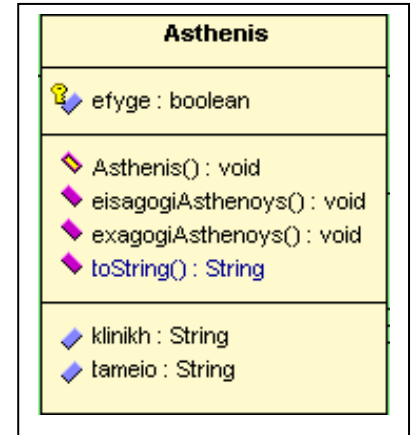 Asthenis
efyge : boolean
Asthenis() : void
eisagogiAsthenoys() : void
exagogiAsthenoys() : void
toString() : String
klinikh : String
tameio : String